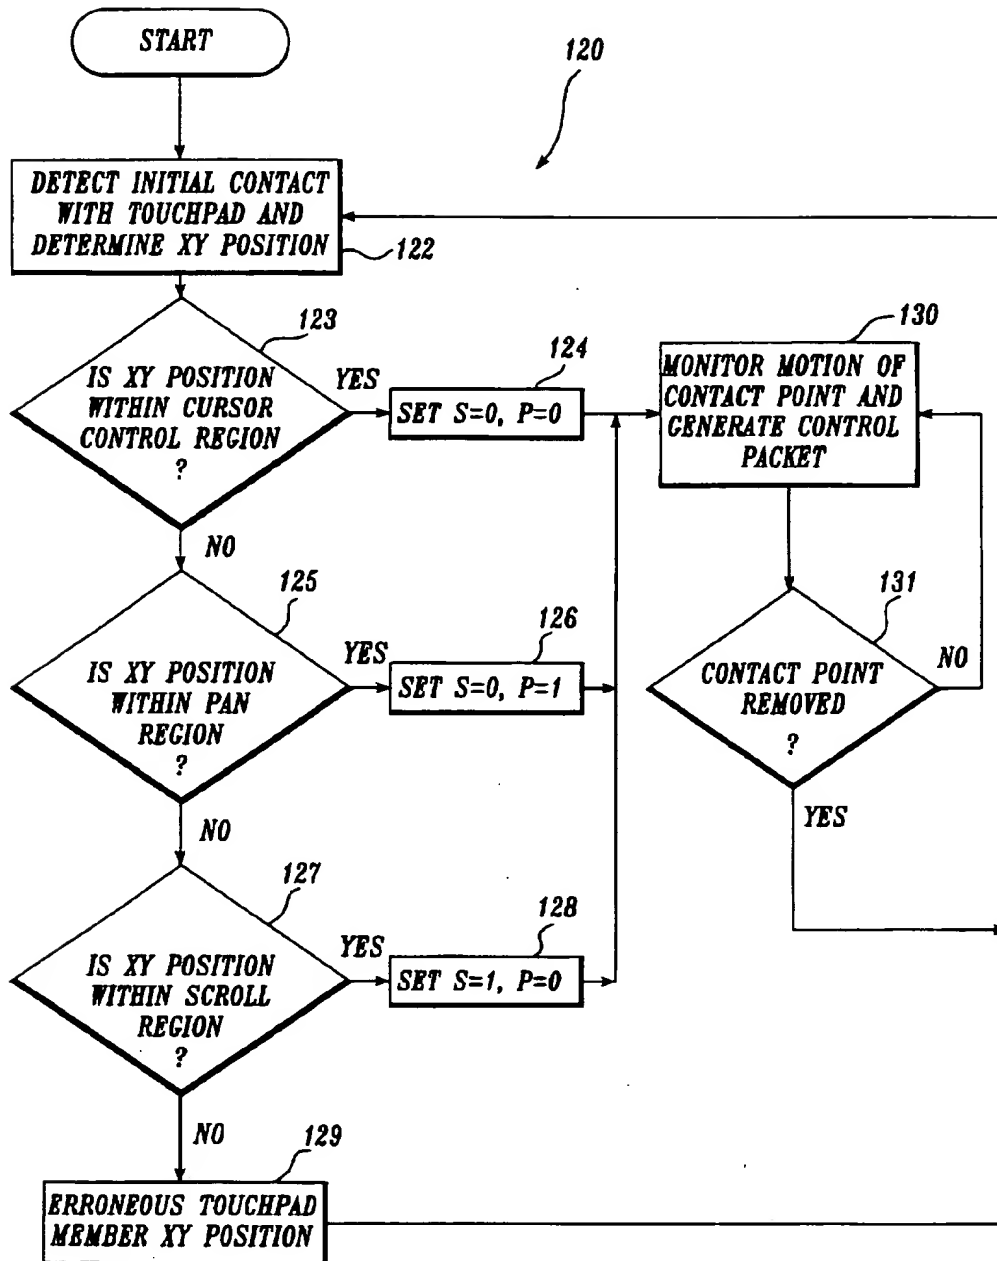 START
120
DETECT INITIAL CONTACT
WITH TOUCHPAD AND
DETERMINE XY POSITION
122
123
IS XY POSITION
WITHIN CURSOR
CONTROL REGION
?
YES
124
SET S=0, P=0
130
MONITOR MOTION OF
CONTACT POINT AND
GENERATE CONTROL
PACKET
NO
125
IS XY POSITION
WITHIN PAN
REGION
?
YES
126
SET S=0, P=1
131
CONTACT POINT
REMOVED
?
NO
YES
NO
127
IS XY POSITION
WITHIN SCROLL
REGION
?
YES
128
SET S=1, P=0
NO
129
ERRONEOUS TOUCHPAD
MEMBER XY POSITION